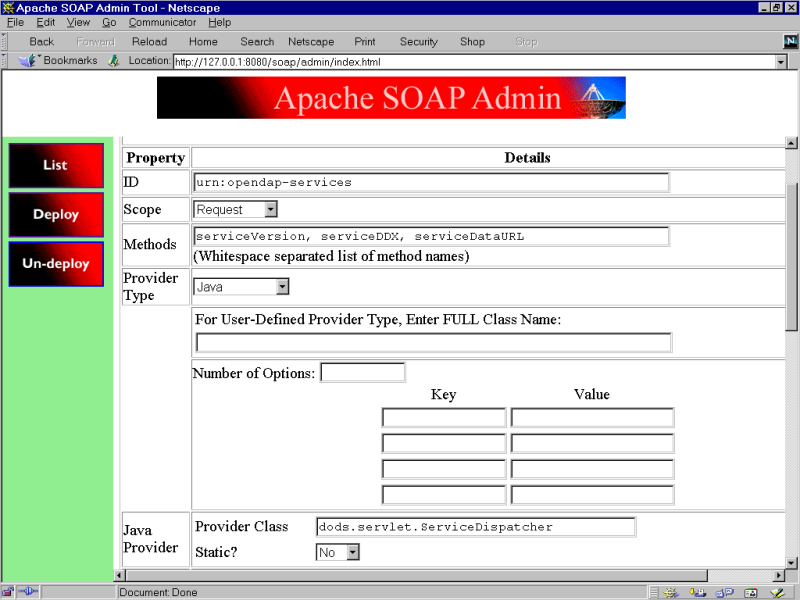 Apache SOAP Admin Tool - Netscape
File Edit View Go Communicator Help
Back Forward Reload Home Search Netscape Print Security Shop Stop
Bookmarks Location: http://127.0.0.1:8080/soap/admin/index.html
N
Apache SOAP Admin
List
Deploy
Un-deploy
Property Details
ID urn:opendap-services
Scope Request
Methods serviceVersion, serviceDDX, serviceDataURL
(Whitespace separated list of method names)
Provider Type Java
For User-Defined Provider Type, Enter FULL Class Name:
Number of Options:
Key Value
Java Provider
Provider Class dods.servlet.ServiceDispatcher
Static? No
Document: Done